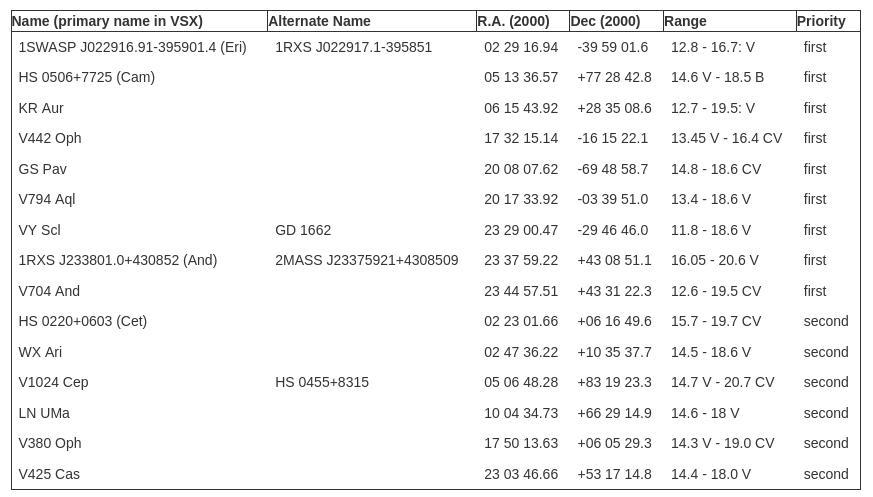 Name (primary name in VSX) Alternate Name R.A. (2000) Dec (2000) Range Priority
1SWASP J022916.91-395901.4 (Eri) 1RXS J022917.1-395851 02 29 16.94 -39 59 01.6 12.8 - 16.7: V first
HS 0506+7725 (Cam) 05 13 36.57 +77 28 42.8 14.6 V - 18.5 B first
KR Aur 06 15 43.92 +28 35 08.6 12.7 - 19.5: V first
V442 Oph 17 32 15.14 -16 15 22.1 13.45 V - 16.4 CV first
GS Pav 20 08 07.62 -69 48 58.7 14.8 - 18.6 CV first
V794 Aql 20 17 33.92 -03 39 51.0 13.4 - 18.6 V first
VY Scl GD 1662 23 29 00.47 -29 46 46.0 11.8 - 18.6 V first
1RXS J233801.0+430852 (And) 2MASS J23375921+4308509 23 37 59.22 +43 08 51.1 16.05 - 20.6 V first
V704 And 23 44 57.51 +43 31 22.3 12.6 - 19.5 CV first
HS 0220+0603 (Cet) 02 23 01.66 +06 16 49.6 15.7 - 19.7 CV second
WX Ari 02 47 36.22 +10 35 37.7 14.5 - 18.6 V second
V1024 Cep HS 0455+8315 05 06 48.28 +83 19 23.3 14.7 V - 20.7 CV second
LN UMa 10 04 34.73 +66 29 14.9 14.6 - 18 V second
V380 Oph 17 50 13.63 +06 05 29.3 14.3 V - 19.0 CV second
V425 Cas 23 03 46.66 +53 17 14.8 14.4 - 18.0 V second